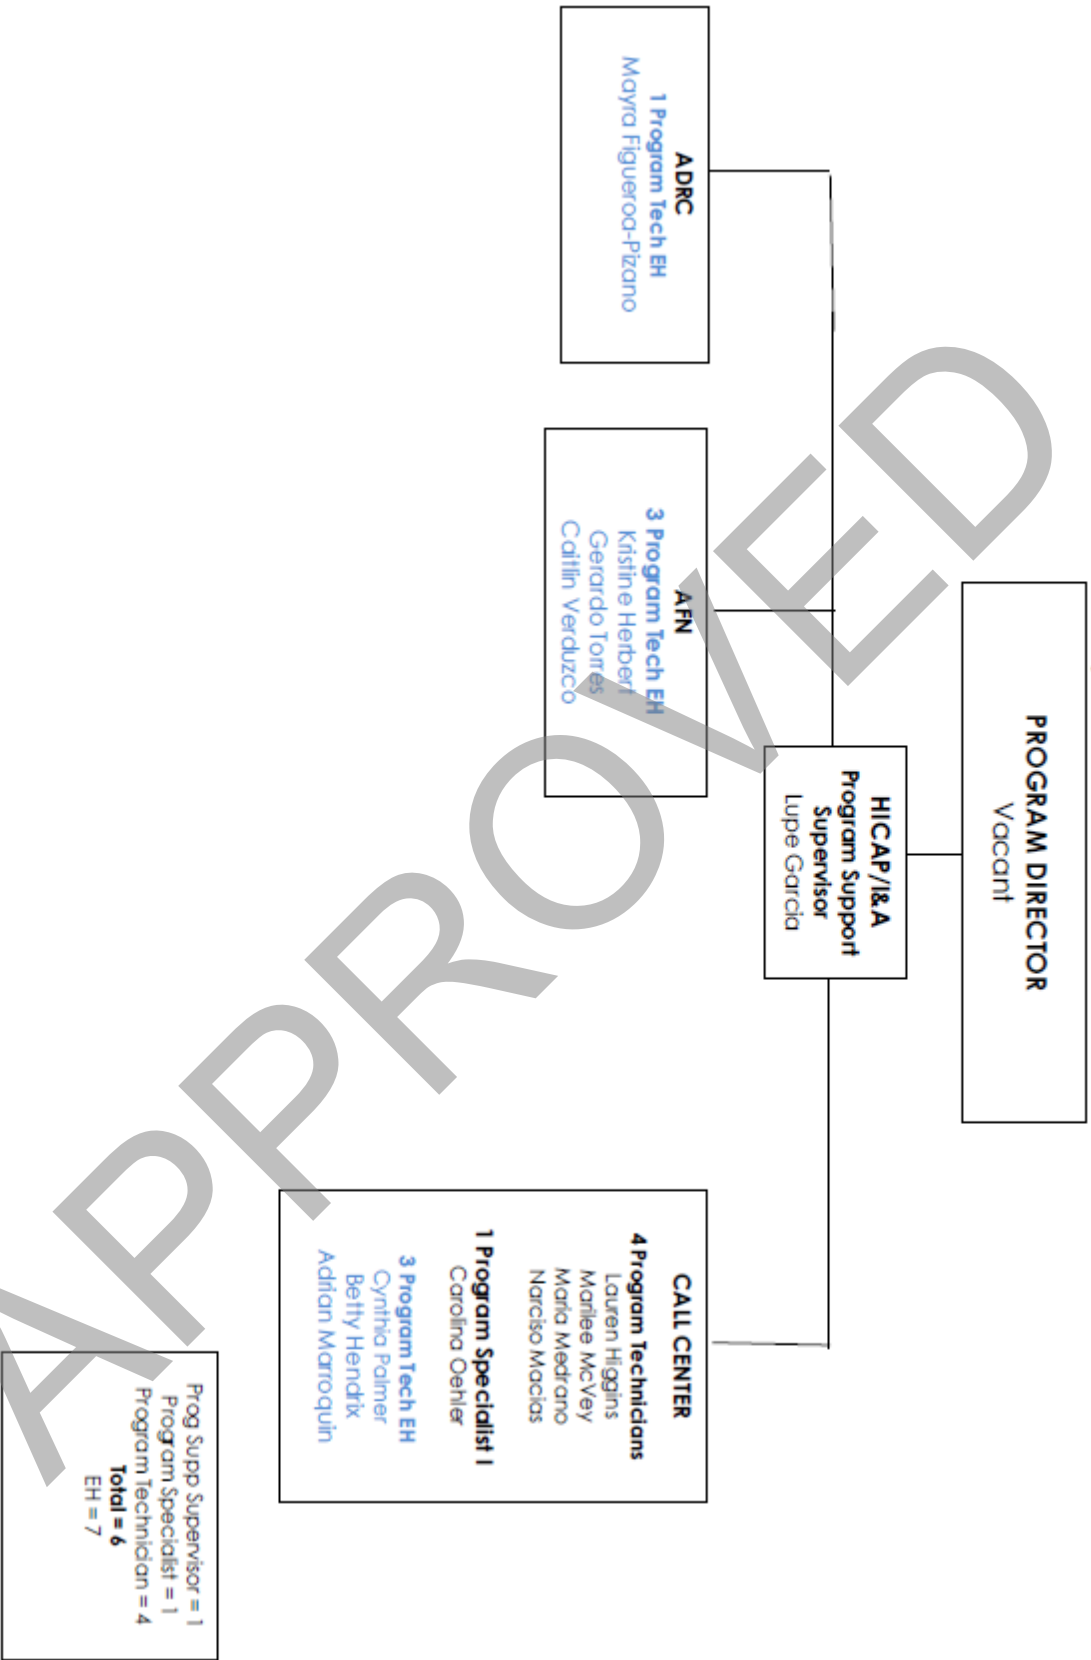 PROGRAM DIRECTOR
Vacant
HICAP/I&A
Program Support
Supervisor
Lupe Garcia
ADRC
1 Program Tech EH
Mayra Figueroa-Pizano
AFN
3 Program Tech EH
Kristine Herbert
Gerardo Torres
Caitlin Verduzco
CALL CENTER
4 Program Technicians
Lauren Higgins
Marilee McVey
Maria Medrano
Narciso Macias
1 Program Specialist I
Carolina Oehler
3 Program Tech EH
Cynthia Palmer
Betty Hendrix
Adrian Marroquin
Prog Supp Supervisor = 1
Program Specialist = 1
Program Technician = 4
Total = 6
EH = 7
APPROVED